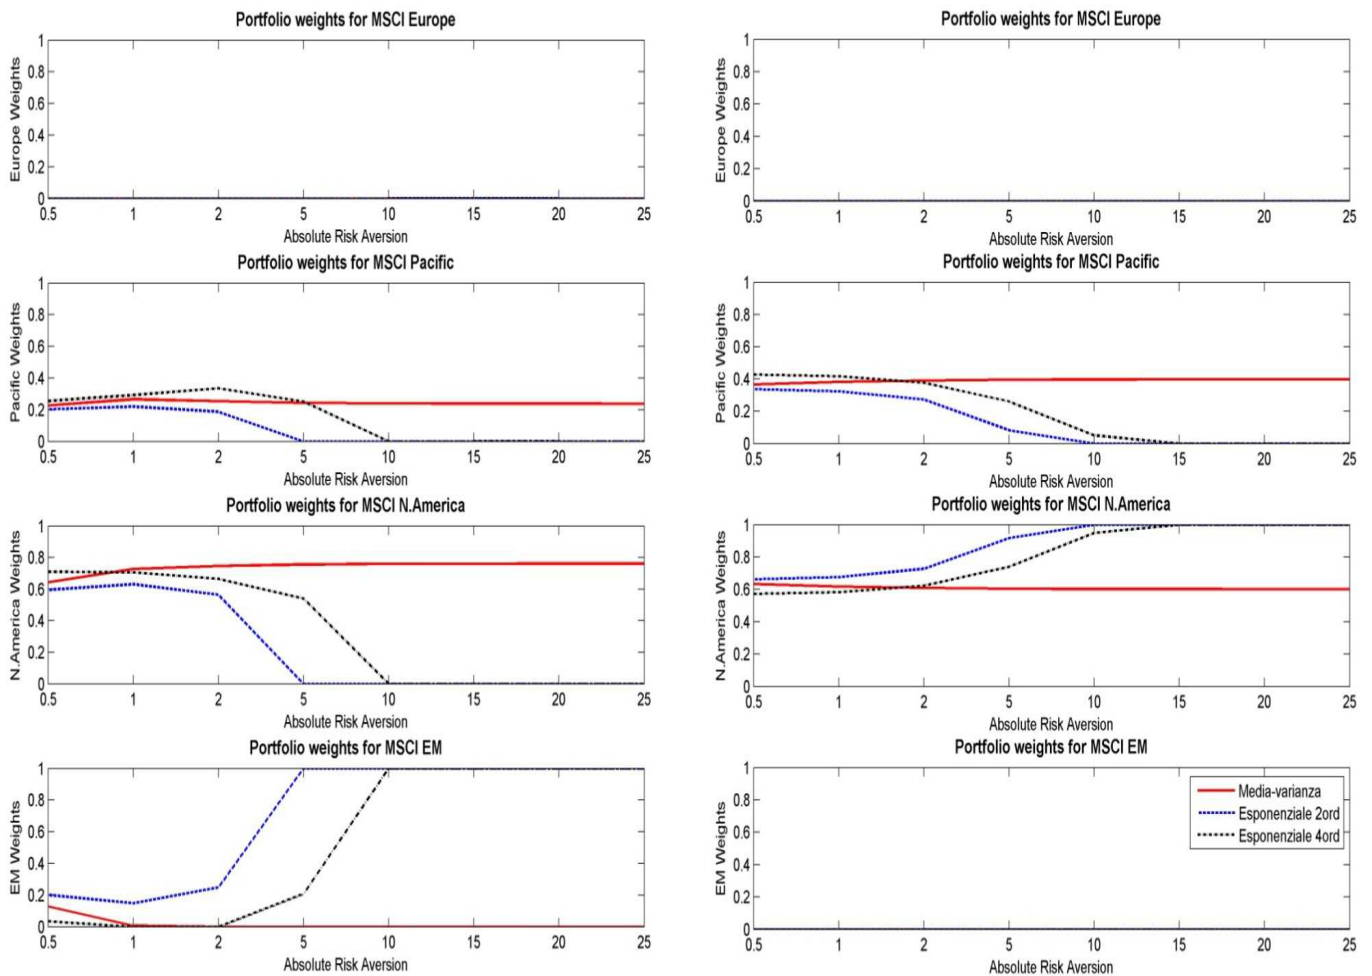 Portfolio weights for MSCI Europe
Europe Weights
1
0.8
0.6
0.4
0.2
0
0.5 1 2 5 10 15 20 25
Absolute Risk Aversion
Portfolio weights for MSCI Pacific
Pacific Weights
1
0.8
0.6
0.4
0.2
0
0.5 1 2 5 10 15 20 25
Absolute Risk Aversion
Portfolio weights for MSCI N.America
N.America Weights
1
0.8
0.6
0.4
0.2
0
0.5 1 2 5 10 15 20 25
Absolute Risk Aversion
Portfolio weights for MSCI EM
EM Weights
1
0.8
0.6
0.4
0.2
0
0.5 1 2 5 10 15 20 25
Absolute Risk Aversion
Portfolio weights for MSCI Europe
Europe Weights
1
0.8
0.6
0.4
0.2
0
0.5 1 2 5 10 15 20 25
Absolute Risk Aversion
Portfolio weights for MSCI Pacific
Pacific Weights
1
0.8
0.6
0.4
0.2
0
0.5 1 2 5 10 15 20 25
Absolute Risk Aversion
Portfolio weights for MSCI N.America
N.America Weights
1
0.8
0.6
0.4
0.2
0
0.5 1 2 5 10 15 20 25
Absolute Risk Aversion
Portfolio weights for MSCI EM
EM Weights
1
0.8
0.6
0.4
0.2
0
0.5 1 2 5 10 15 20 25
Absolute Risk Aversion
Media-varianza
Esponenziale 2ord
Esponenziale 4ord